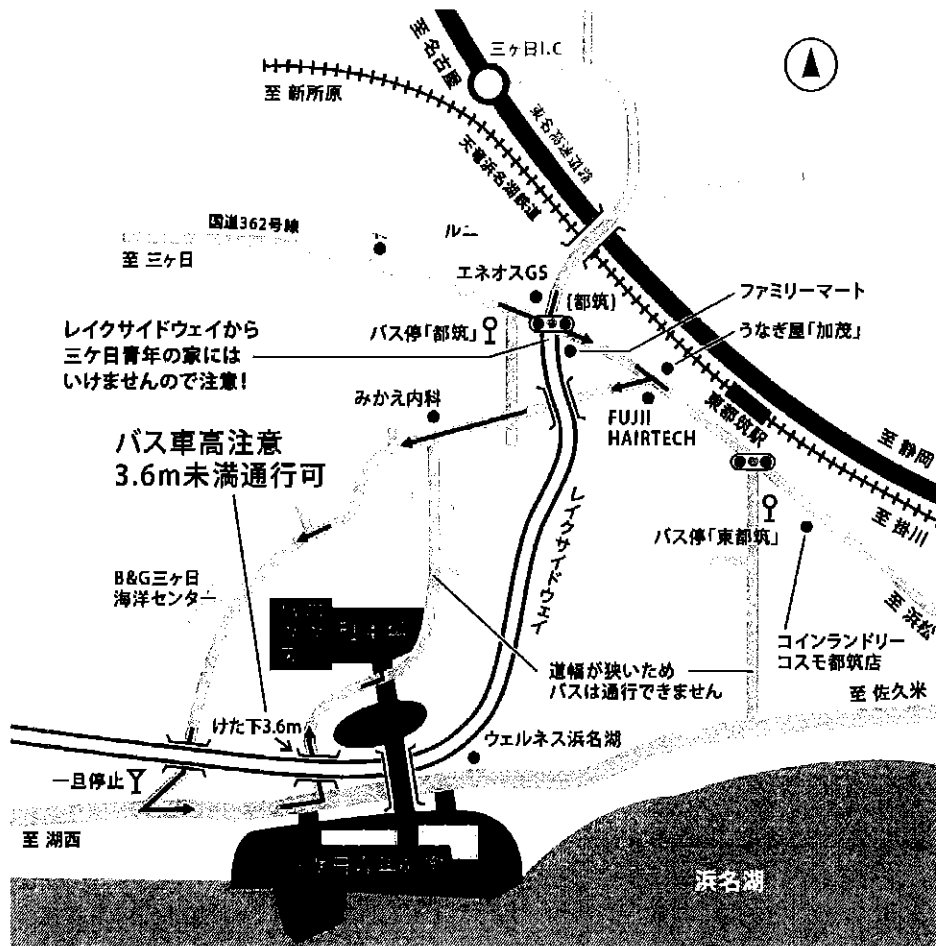 至 名古屋
三ヶ日I.C
至 新所原
天竜浜名湖鉄道
国道362号線
至 三ヶ日
エネオスGS
(都筑)
ファミリーマート
うなぎ屋「加茂」
バス停「都筑」
レイクサイドウェイから
三ケ日青年の家には
いけませんので注意!
みかえ内科
FUJII
HAIRTECH
東都筑駅
至 静岡
至 掛川
バス車高注意
3.6m未満通行可
バス停「東都筑」
至 浜松
レイクサイドウェイ
B&G三ヶ日
海洋センター
コインランドリー
コスモ都筑店
道幅が狭いため
バスは通行できません
至 佐久米
けた下3.6m
ウェルネス浜名湖
一旦停止
至 湖西
浜名湖